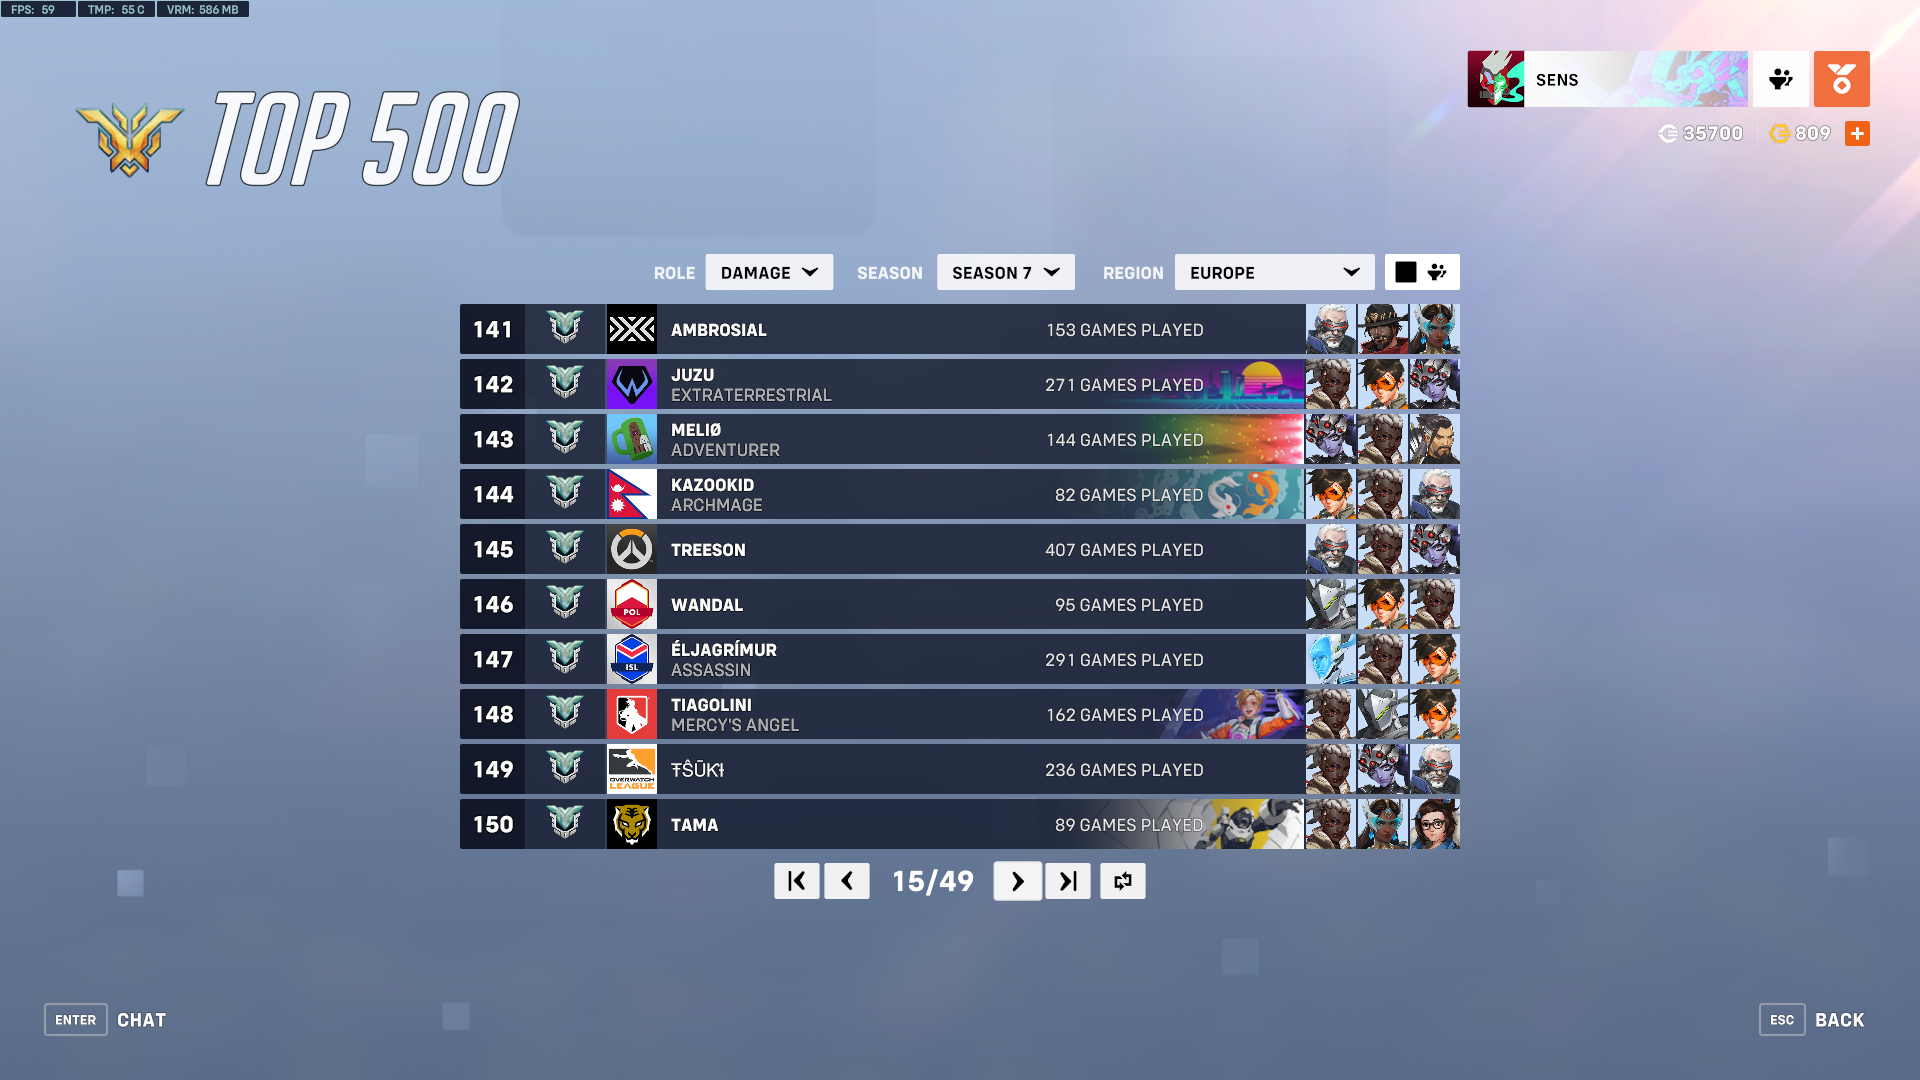 FPS: 59 TMP: 55 C VRM: 586 MB
TOP 500
SENS
35700 809
ROLE DAMAGE SEASON SEASON 7 REGION EUROPE
141 AMBROSIAL 153 GAMES PLAYED
142 JUZU 271 GAMES PLAYED
EXTRATERRESTRIAL
143 MELIØ 144 GAMES PLAYED
ADVENTURER
144 KAZOOKID 82 GAMES PLAYED
ARCHMAGE
145 TREESON 407 GAMES PLAYED
146 POL WANDAL 95 GAMES PLAYED
147 ISL ÉLJAGRÍMUR 291 GAMES PLAYED
ASSASSIN
148 TIAGOLINI 162 GAMES PLAYED
MERCY'S ANGEL
149 OVERWATCH LEAGUE ŦŜŨƘƗ 236 GAMES PLAYED
150 TAMA 89 GAMES PLAYED
15/49
ENTER CHAT
ESC BACK